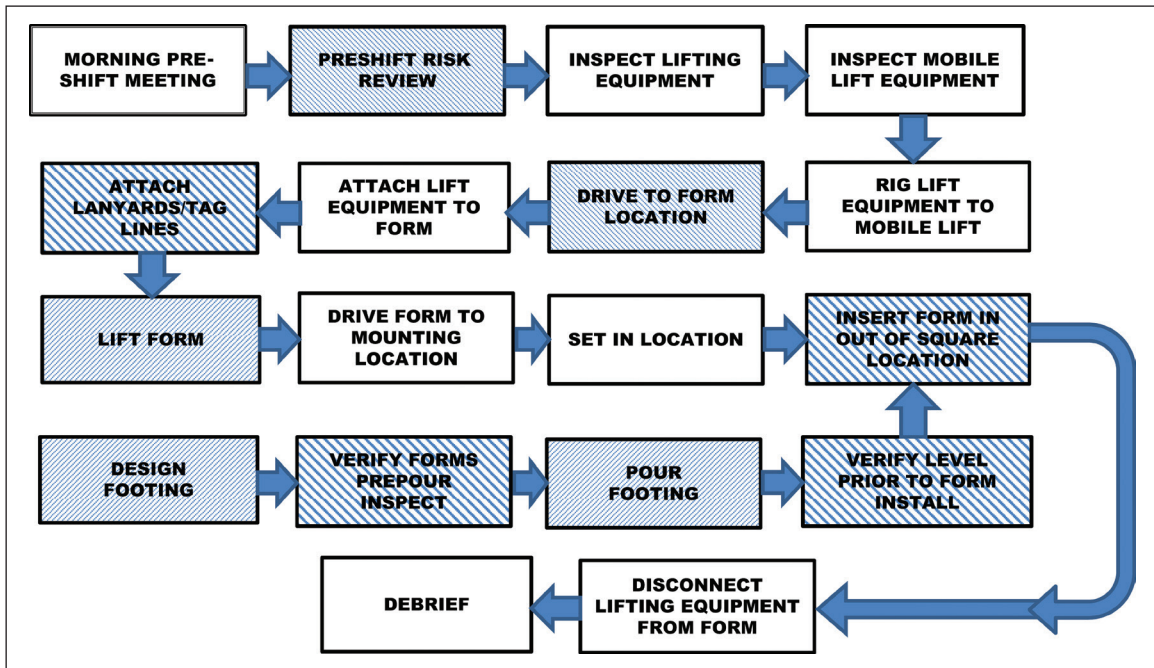 MORNING PRE-
SHIFT MEETING
PRESHIFT RISK
REVIEW
INSPECT LIFTING
EQUIPMENT
INSPECT MOBILE
LIFT EQUIPMENT
RIG LIFT
EQUIPMENT TO
MOBILE LIFT
DRIVE TO FORM
LOCATION
ATTACH LIFT
EQUIPMENT TO
FORM
ATTACH
LANYARDS/TAG
LINES
LIFT FORM
DRIVE FORM TO
MOUNTING
LOCATION
SET IN LOCATION
INSERT FORM IN
OUT OF SQUARE
LOCATION
DESIGN
FOOTING
VERIFY FORMS
PREPOUR
INSPECT
POUR
FOOTING
VERIFY LEVEL
PRIOR TO FORM
INSTALL
DISCONNECT
LIFTING EQUIPMENT
FROM FORM
DEBRIEF